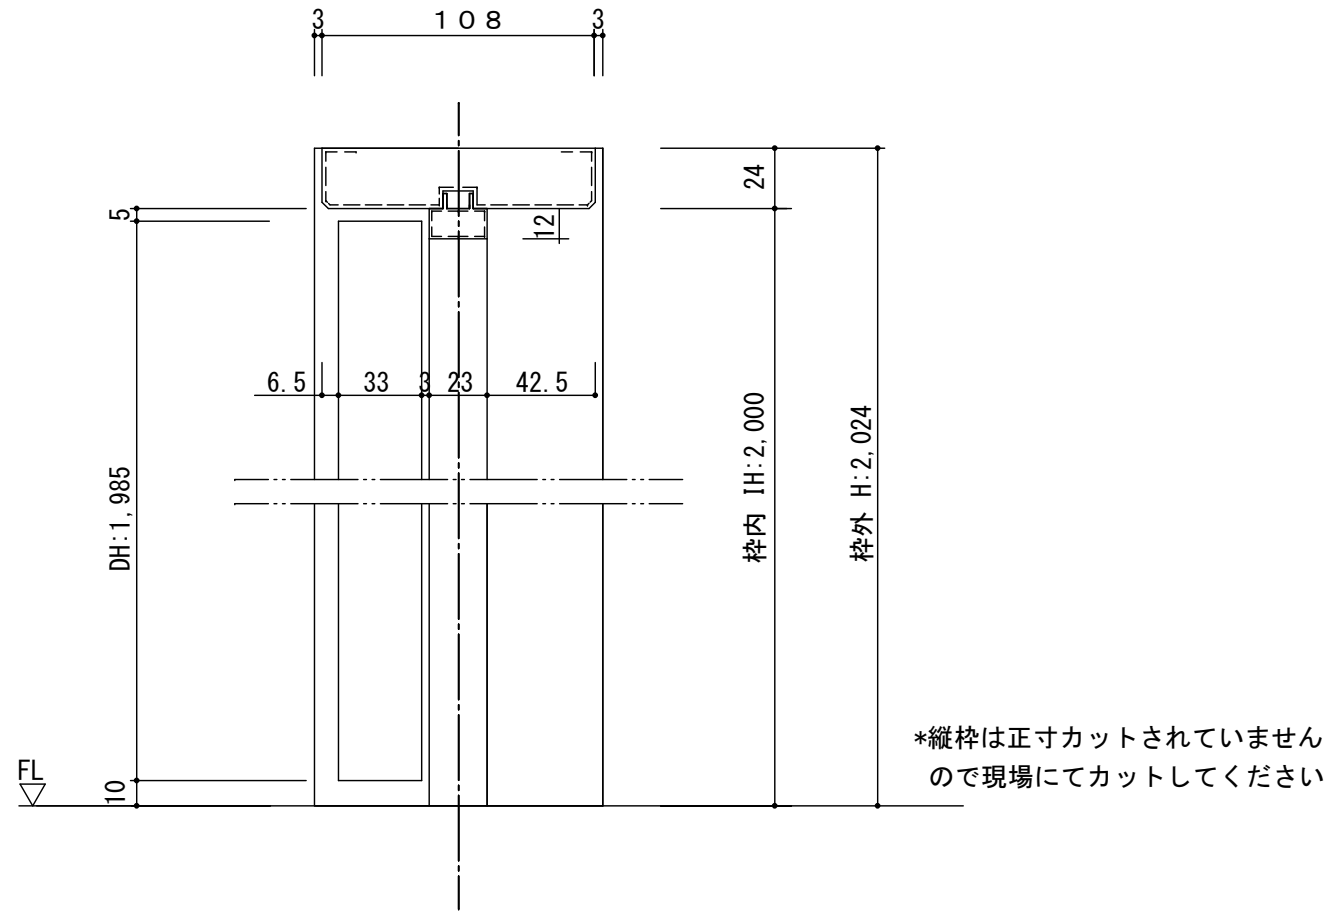 3 １０８ 3
24
5
12
6.5 33 3 23 42.5
DH:1,985
枠内 IH:2,000
枠外 H:2,024
*縦枠は正寸カットされていません
ので現場にてカットしてください
FL
10